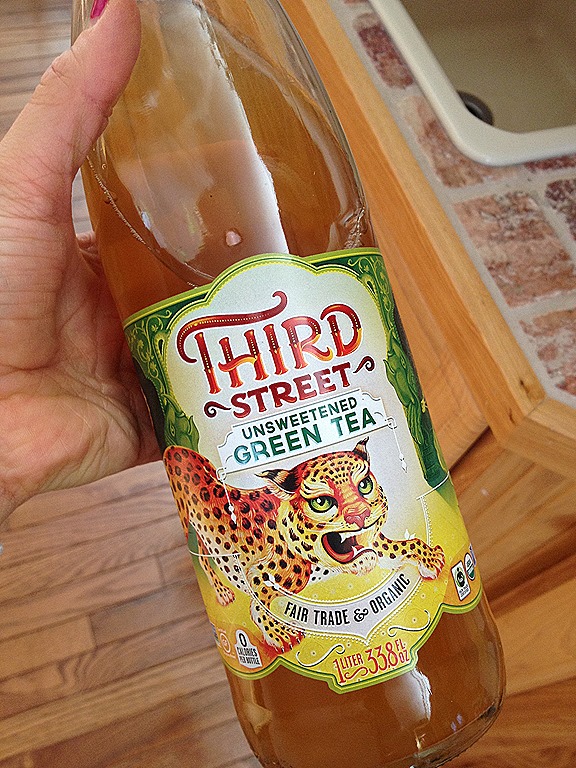 THIRD
STREET
UNSWEETENED
GREEN TEA
FAIR TRADE & ORGANIC
0
CALORIES
PER BOTTLE
1 LITER 33.8 FL OZ